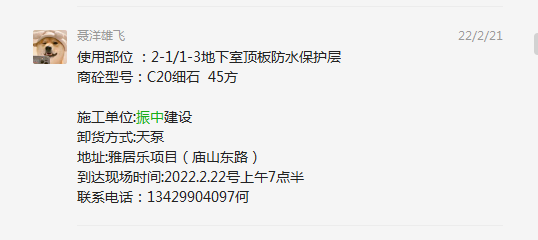 聂洋雄飞
22/2/21
使用部位 ：2-1/1-3地下室顶板防水保护层
商砼型号：C20细石  45方
施工单位:振中建设
卸货方式:天泵
地址:雅居乐项目（庙山东路）
到达现场时间:2022.2.22号上午7点半
联系电话：13429904097何